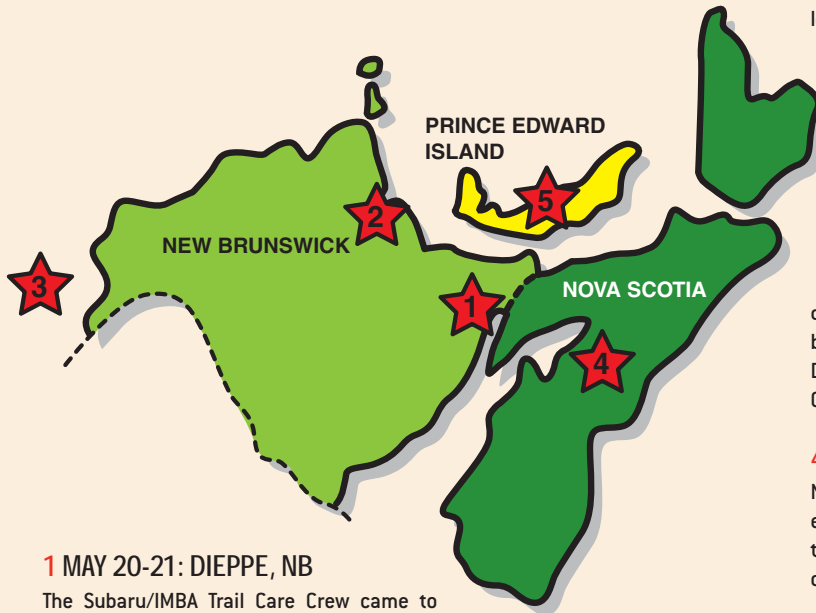 PRINCE EDWARD
ISLAND
5
2
NEW BRUNSWICK
3
NOVA SCOTIA
1
4
1 MAY 20-21: DIEPPE, NB
The Subaru/IMBA Trail Care Crew came to